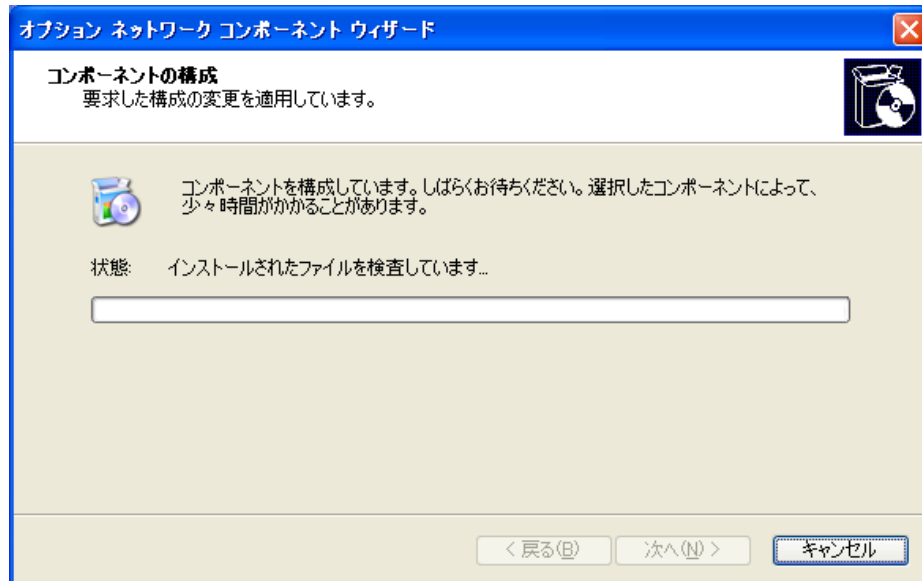 オプション ネットワーク コンポーネント ウィザード
コンポーネントの構成
要求した構成の変更を適用しています。
コンポーネントを構成しています。しばらくお待ちください。選択したコンポーネントによって、
少々時間がかかることがあります。
状態: インストールされたファイルを検査しています...
< 戻る(B) 次へ(N) > キャンセル